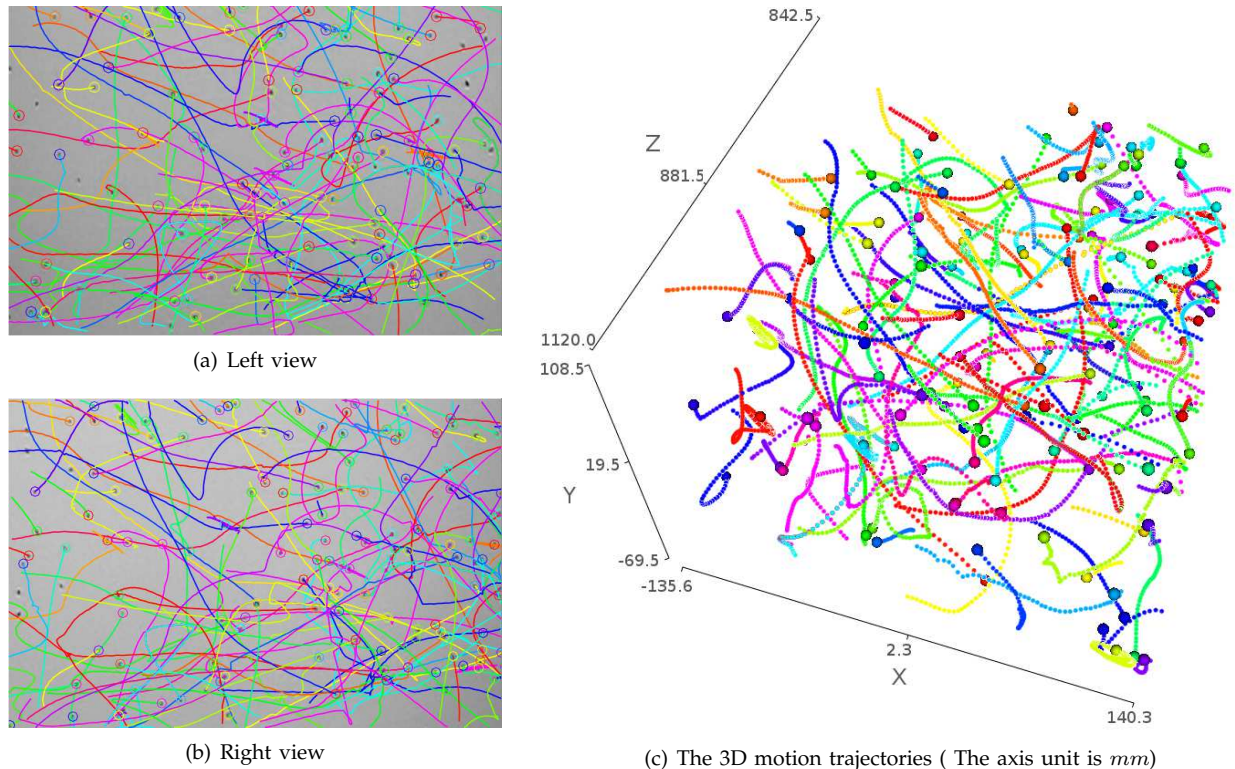 842.5
Z
881.5
1120.0
108.5
(a) Left view
19.5
Y
-69.5
-135.6
2.3
X
140.3
(b) Right view
(c) The 3D motion trajectories ( The axis unit is mm)